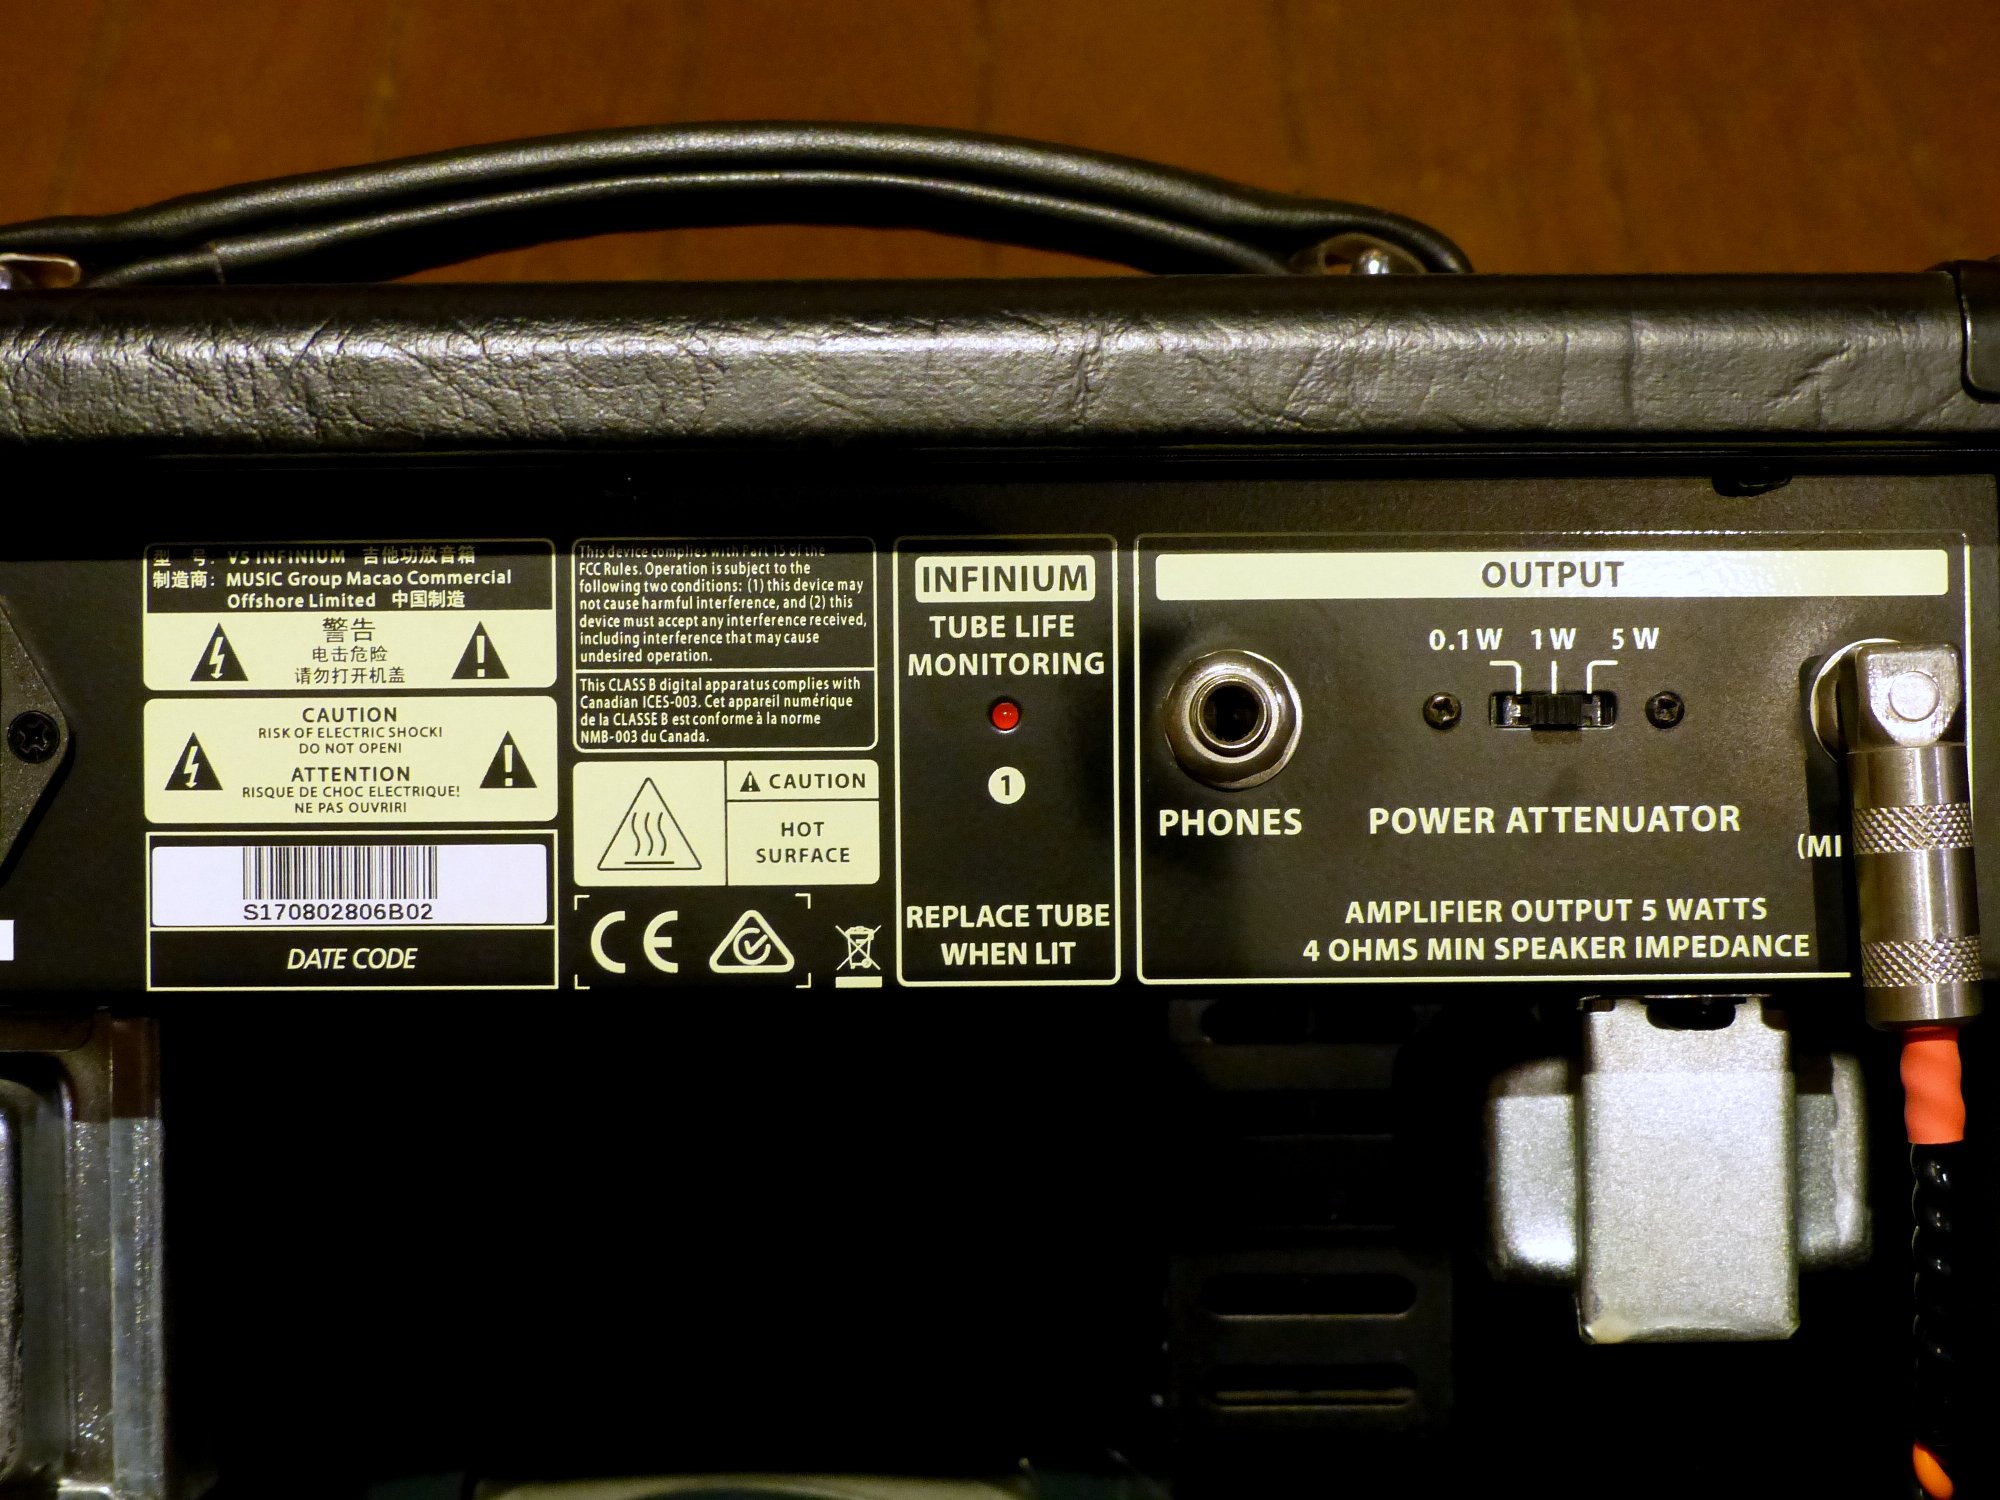 型 号: V5 INFINIUM 吉他功放音箱
制造商: MUSIC Group Macao Commercial
Offshore Limited 中国制造
警告
电击危险
请勿打开机盖
CAUTION
RISK OF ELECTRIC SHOCK!
DO NOT OPEN!
ATTENTION
RISQUE DE CHOC ELECTRIQUE!
NE PAS OUVRIR!
S170802806B02
DATE CODE
This device complies with Part 15 of the
FCC Rules. Operation is subject to the
following two conditions: (1) this device may
not cause harmful interference, and (2) this
device must accept any interference received,
including interference that may cause
undesired operation.
This CLASS B digital apparatus complies with
Canadian ICES-003. Cet appareil numérique
de la CLASSE B est conforme à la norme
NMB-003 du Canada.
CAUTION
HOT
SURFACE
CE
INFINIUM
TUBE LIFE
MONITORING
1
REPLACE TUBE
WHEN LIT
OUTPUT
0.1 W 1 W 5 W
PHONES
POWER ATTENUATOR
(MI
AMPLIFIER OUTPUT 5 WATTS
4 OHMS MIN SPEAKER IMPEDANCE